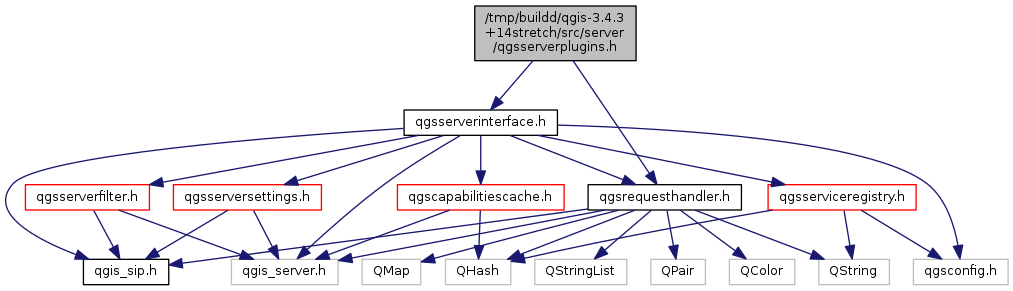 /tmp/buildd/qgis-3.4.3
+14stretch/src/server
/qgsserverplugins.h
qgsserverinterface.h
qgsserverfilter.h
qgsserversettings.h
qgscapabilitiescache.h
qgsrequesthandler.h
qgsserviceregistry.h
qgis_sip.h
qgis_server.h
QMap
QHash
QStringList
QPair
QColor
QString
qgsconfig.h